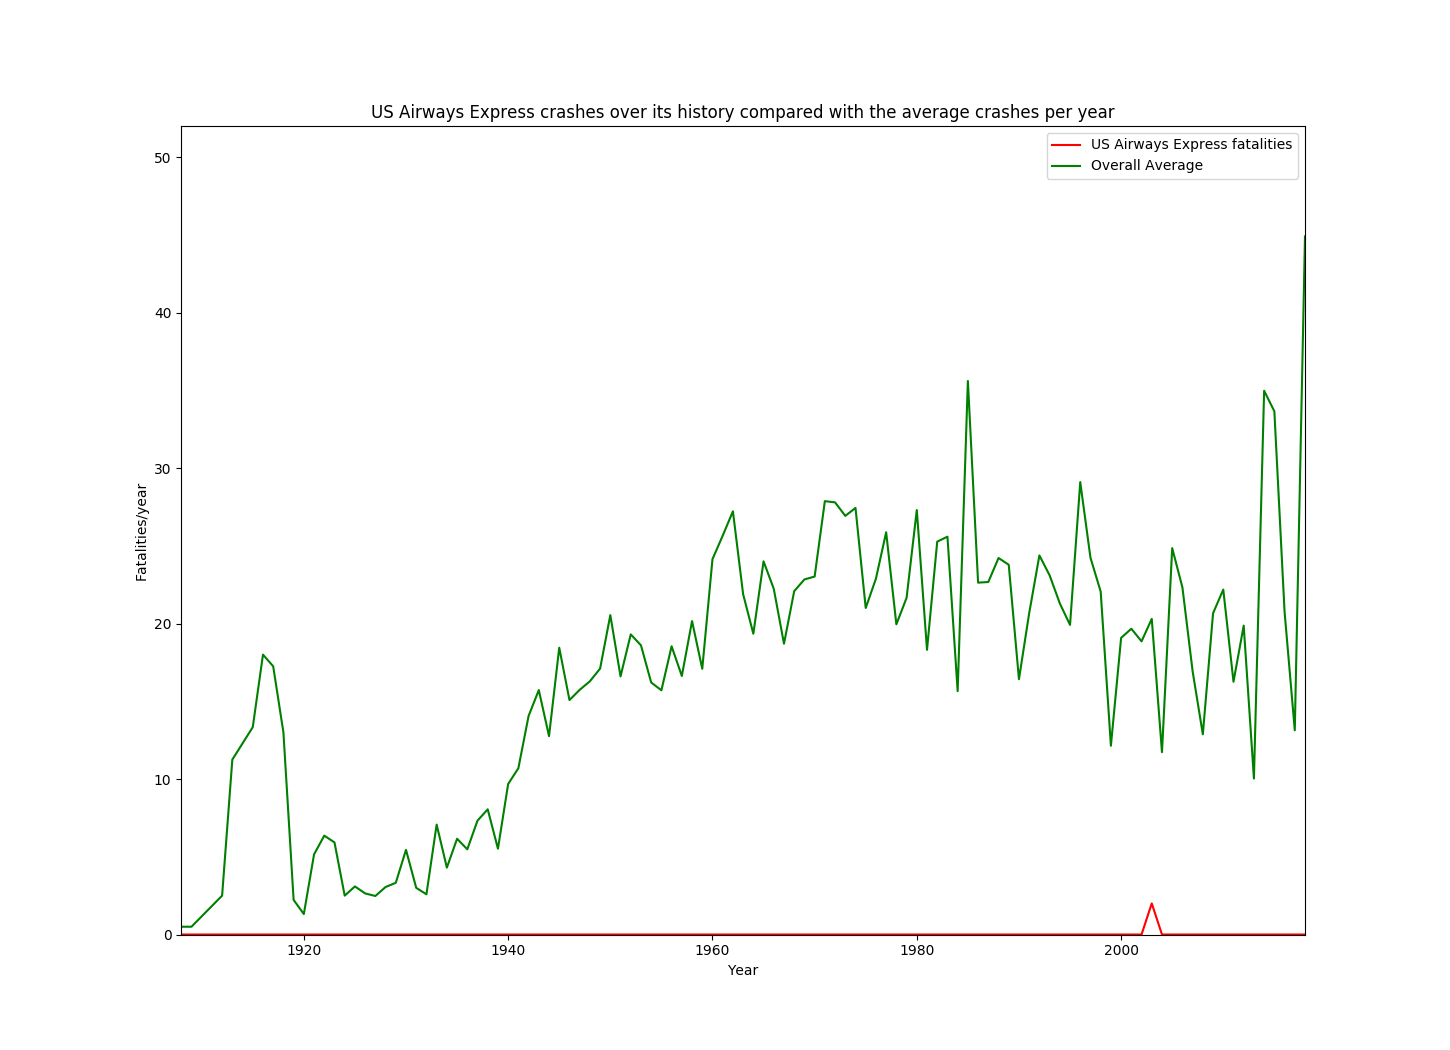 US Airways Express crashes over its history compared with the average crashes per year
US Airways Express fatalities
Overall Average
50
40
30
20
10
0
Fatalities/year
1920
1940
1960
1980
2000
Year